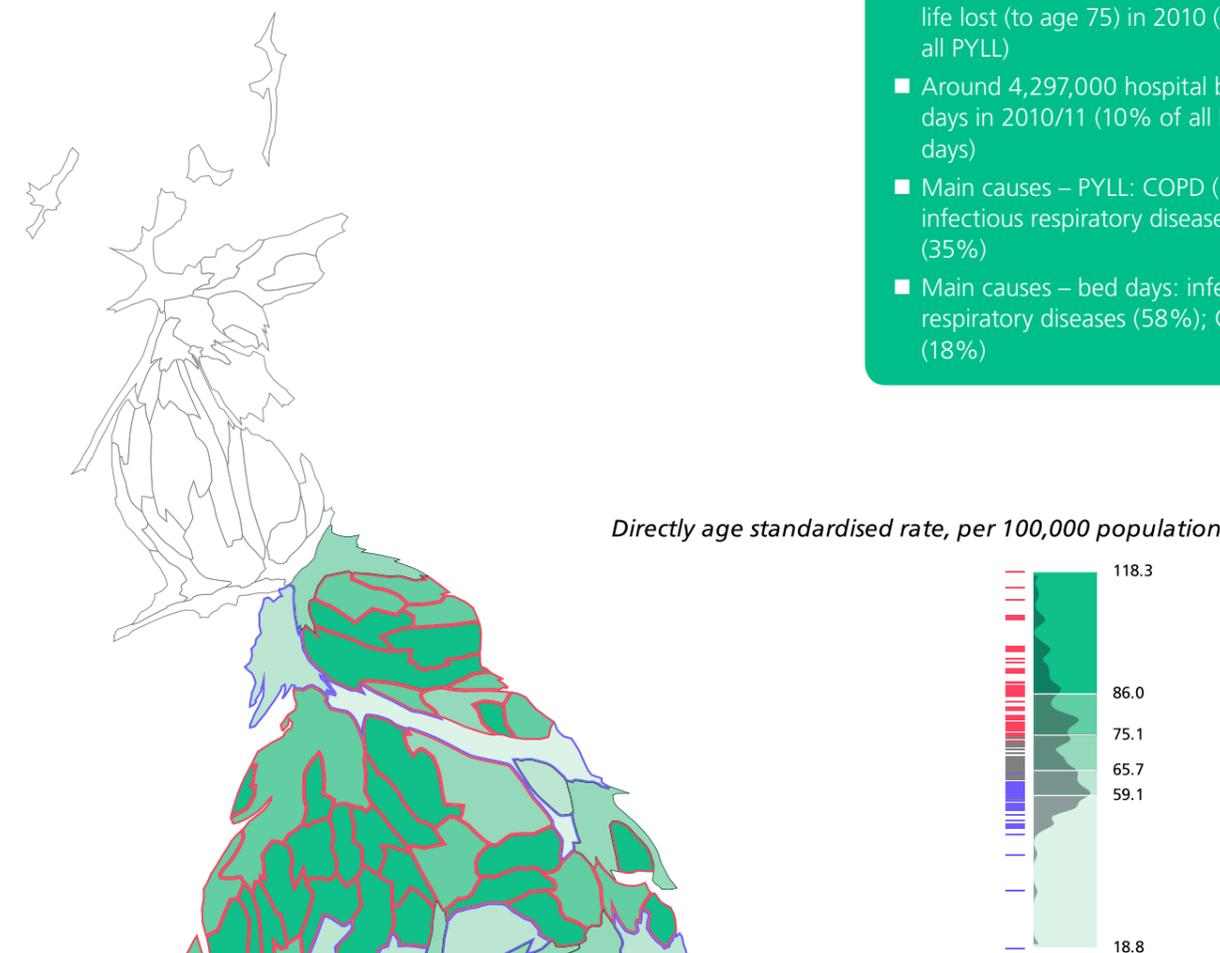 life lost (to age 75) in 2010 (
all PYLL)
■ Around 4,297,000 hospital
days in 2010/11 (10% of all
days)
■ Main causes – PYLL: COPD (
infectious respiratory disease
(35%)
■ Main causes – bed days: infe
respiratory diseases (58%);
(18%)
Directly age standardised rate, per 100,000 population
118.3
86.0
75.1
65.7
59.1
18.8